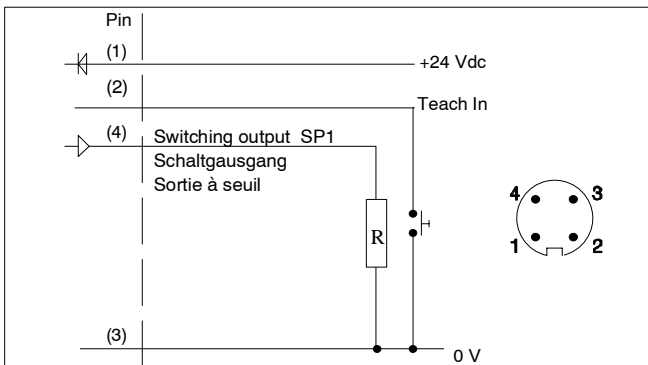 Pin
(1)
+24 Vdc
(2)
Teach In
(4)
Switching output SP1
Schaltgausgang
Sortie à seuil
R
4
3
1
2
(3)
0 V